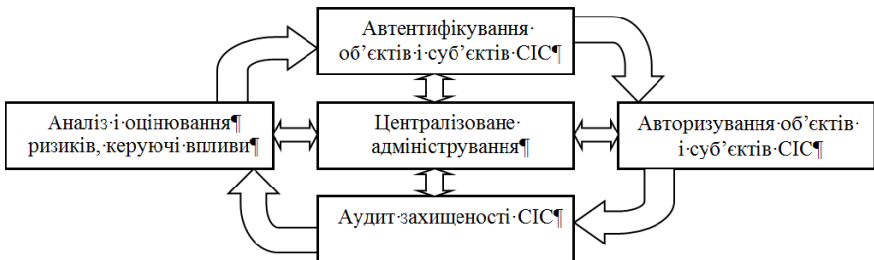 Автентифікування·
об’єктів·і·суб’єктів·СІС¶
Аналіз·і·оцінювання¶
ризиків,·керуючі·впливи¶
Централізоване·
адміністрування¶
Авторизування·об’єктів·
і·суб’єктів·СІС¶
Аудит·захищеності·СІС¶